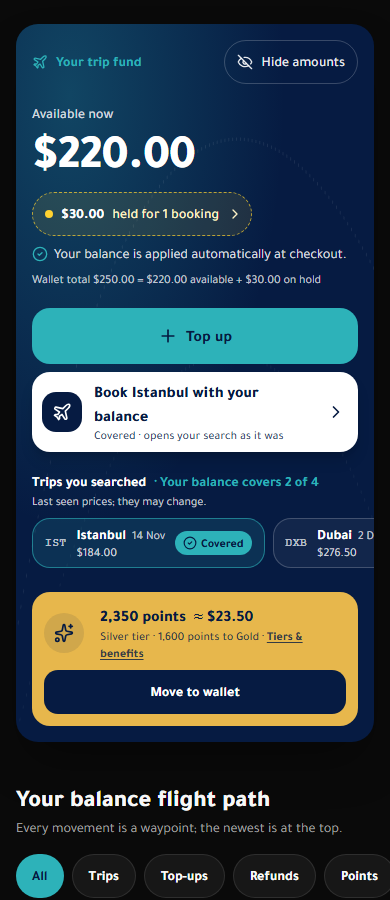 Your trip fund
Hide amounts
Available now
$220.00
$30.00 held for 1 booking
Your balance is applied automatically at checkout.
Wallet total $250.00 = $220.00 available + $30.00 on hold
Top up
Book Istanbul with your
balance
Covered · opens your search as it was
Trips you searched · Your balance covers 2 of 4
Last seen prices; they may change.
IST Istanbul 14 Nov
$184.00
Covered
DXB Dubai 2 D
$276.50
2,350 points ≈ $23.50
Silver tier · 1,600 points to Gold · Tiers &
benefits
Move to wallet
Your balance flight path
Every movement is a waypoint; the newest is at the top.
All
Trips
Top-ups
Refunds
Points